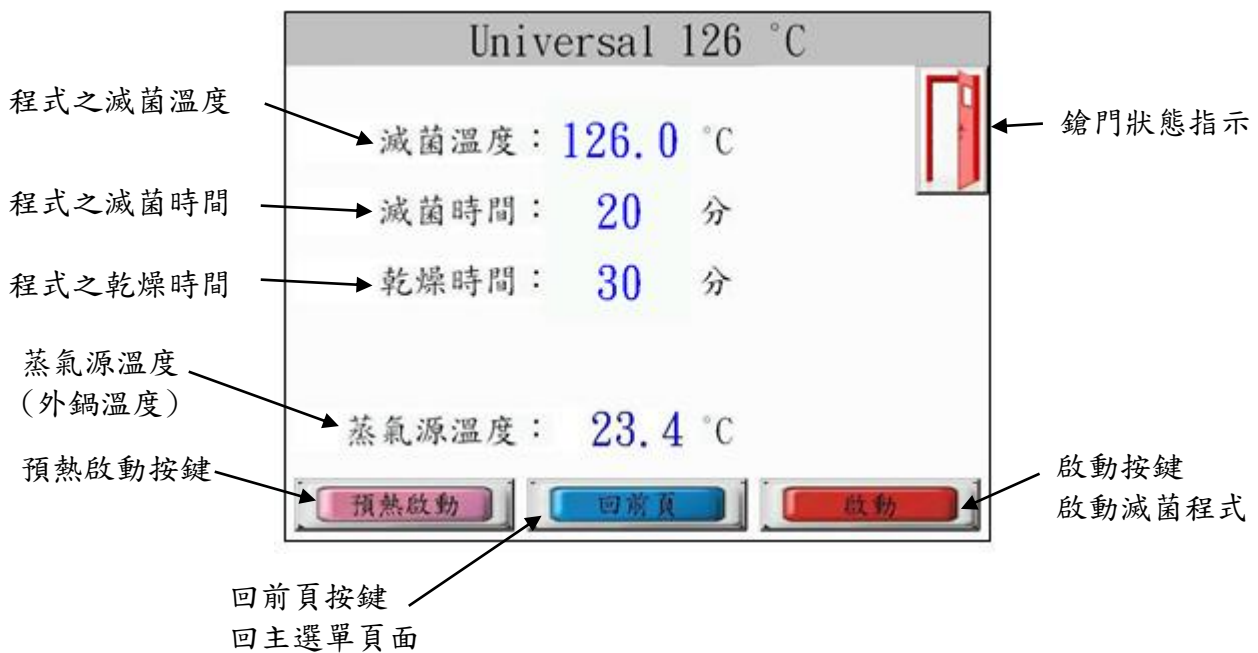 Universal 126 °C
程式之滅菌溫度
滅菌溫度： 126.0 °C
鎗門狀態指示
程式之滅菌時間
滅菌時間： 20 分
程式之乾燥時間
乾燥時間： 30 分
蒸氣源溫度
（外鍋溫度）
蒸氣源溫度： 23.4 °C
預熱啟動按鍵
預熱啟動
回前頁
啟動
啟動按鍵
啟動滅菌程式
回前頁按鍵
回主選單頁面